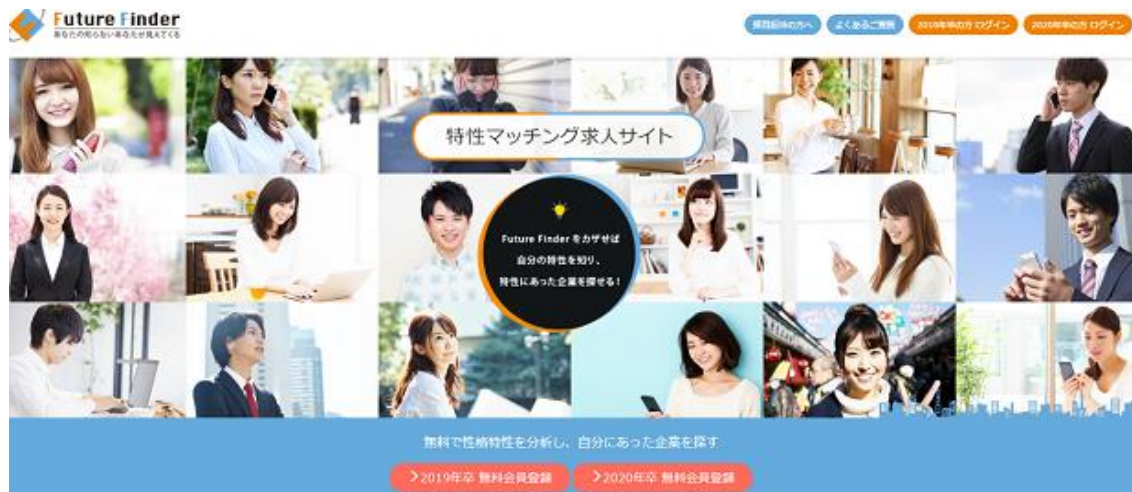 Future Finder
あなたの知らないあなたが見えてくる
採用担当の方へ
よくあるご質問
2019年卒の方 ログイン
2020年卒の方 ログイン
特性マッチング求人サイト
Future Finder をカザせば
自分の特性を知り、
特性にあった企業を探せる！
無料で性格特性を分析し、自分にあった企業を探す
2019年卒 無料会員登録
2020年卒 無料会員登録